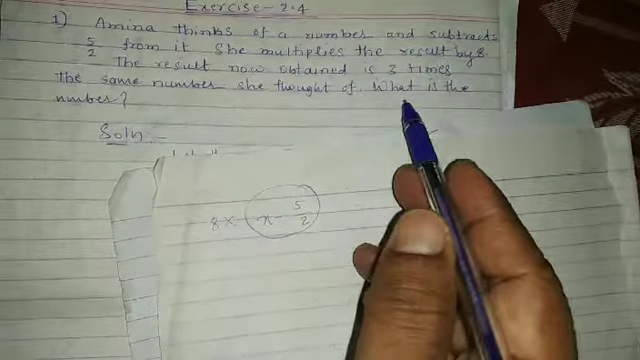 Exercise - 2.4
1) Amina thinks of a number and subtracts
5/2 from it She multiplies the result by 8.
The result now obtained is 3 times
the same number she thought of. What is the
number?
Soln :-
8 × x - 5/2